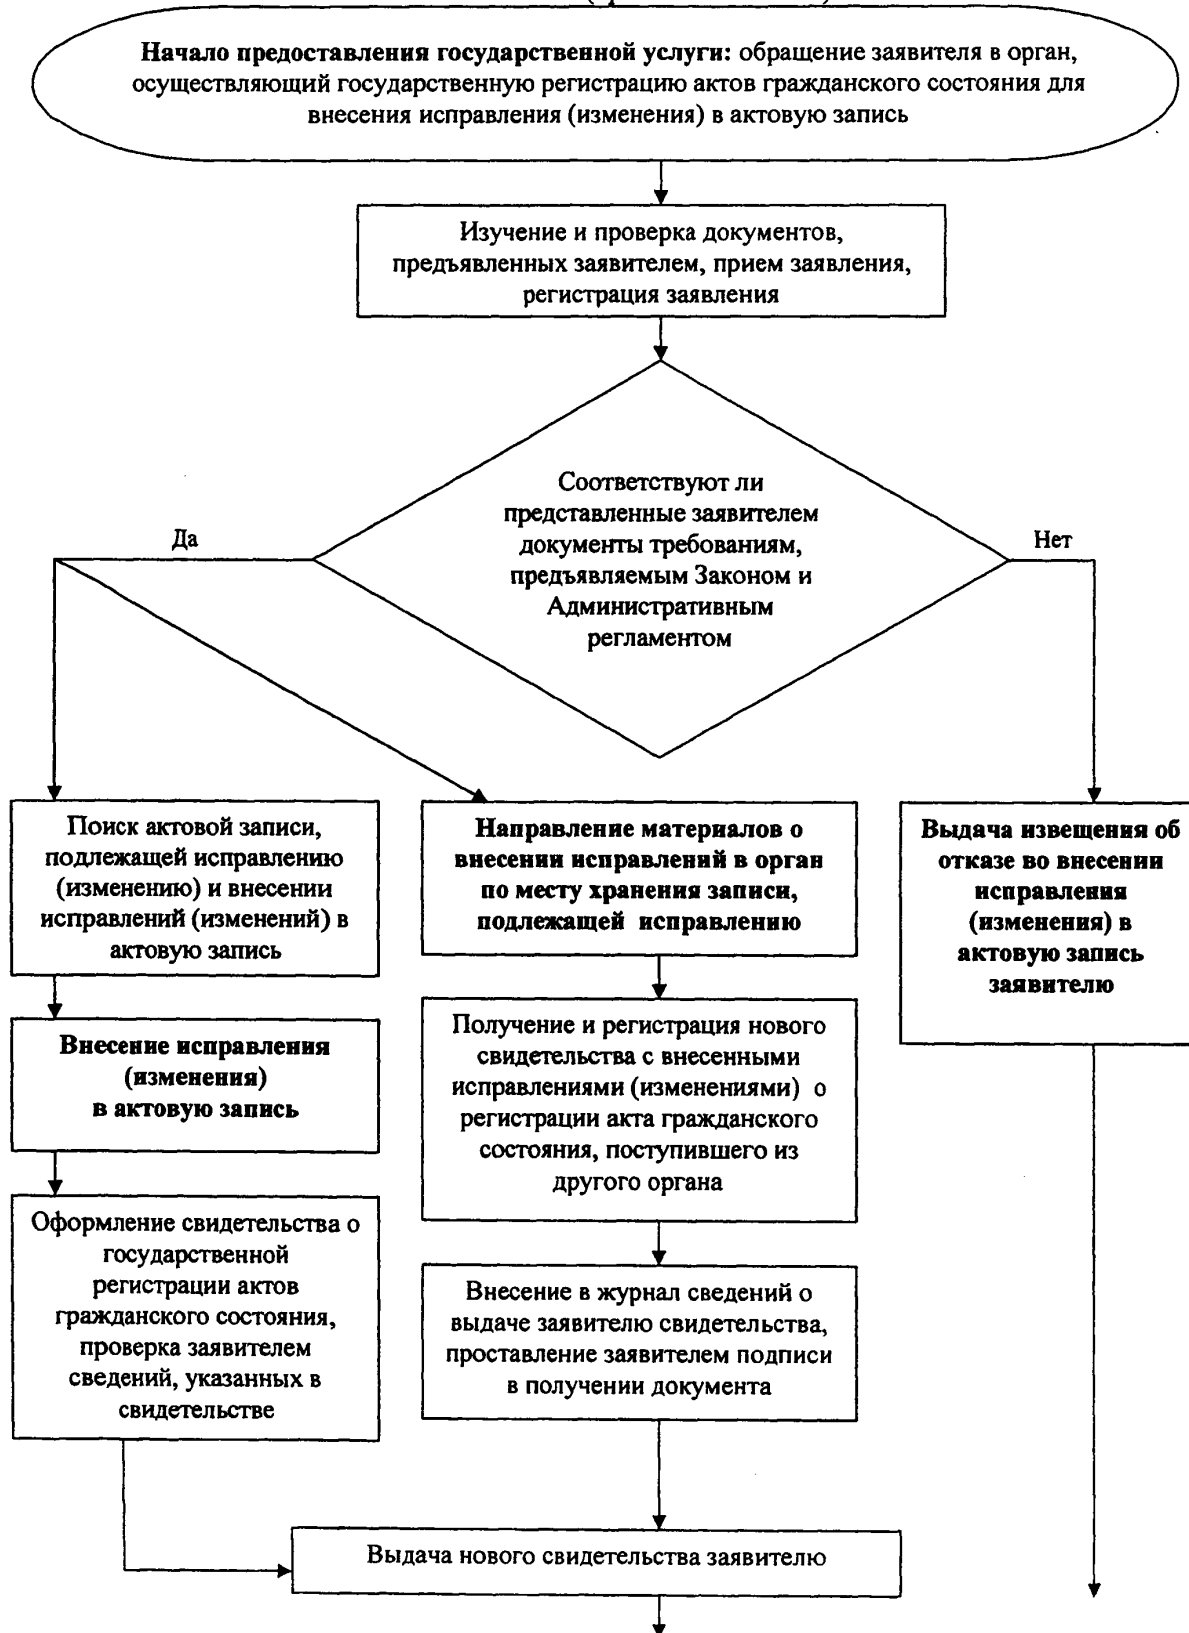 Начало предоставления государственной услуги: обращение заявителя в орган,
осуществляющий государственную регистрацию актов гражданского состояния для
внесения исправления (изменения) в актовую запись
Изучение и проверка документов,
предъявленных заявителем, прием заявления,
регистрация заявления
Соответствуют ли
представленные заявителем
документы требованиям,
предъявляемым Законом и
Административным
регламентом
Да
Нет
Поиск актовой записи,
подлежащей исправлению
(изменению) и внесении
исправлений (изменений) в
актовую запись
Направление материалов о
внесении исправлений в орган
по месту хранения записи,
подлежащей исправлению
Выдача извещения об
отказе во внесении
исправления
(изменения) в
актовую запись
заявителю
Внесение исправления
(изменения)
в актовую запись
Получение и регистрация нового
свидетельства с внесенными
исправлениями (изменениями) о
регистрации акта гражданского
состояния, поступившего из
другого органа
Оформление свидетельства о
государственной
регистрации актов
гражданского состояния,
проверка заявителем
сведений, указанных в
свидетельстве
Внесение в журнал сведений о
выдаче заявителю свидетельства,
проставление заявителем подписи
в получении документа
Выдача нового свидетельства заявителю